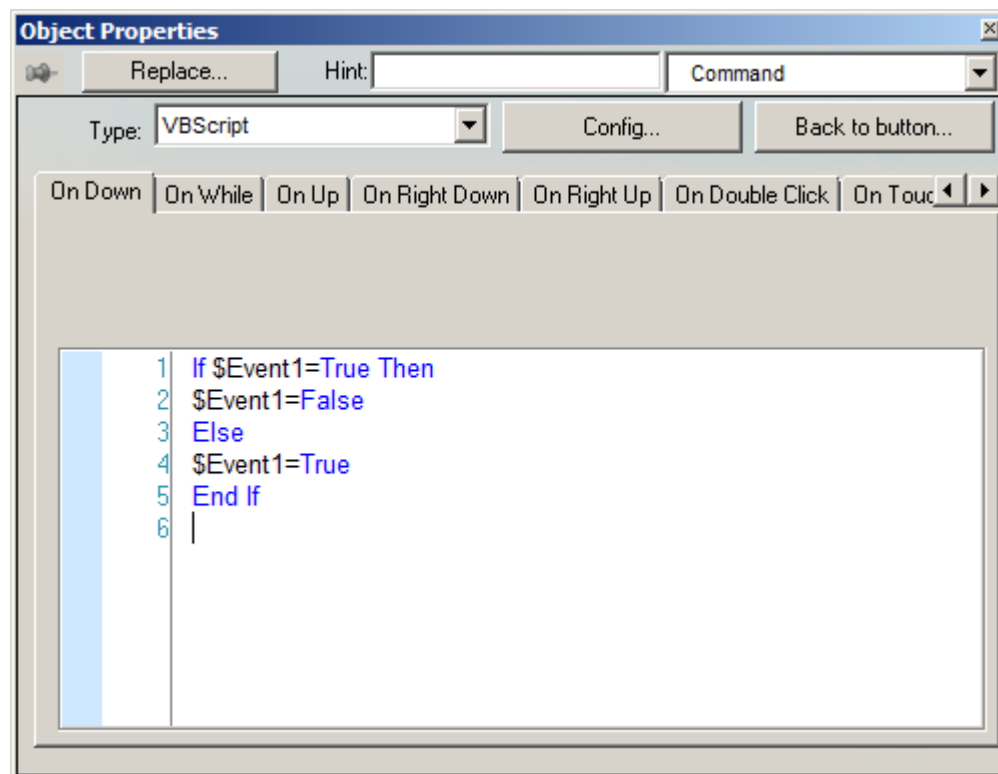 Object Properties
Replace... Hint: Command
Type: VBScript Config... Back to button...
On Down On While On Up On Right Down On Right Up On Double Click On Touc
1 If $Event1=True Then
2 $Event1=False
3 Else
4 $Event1=True
5 End If
6